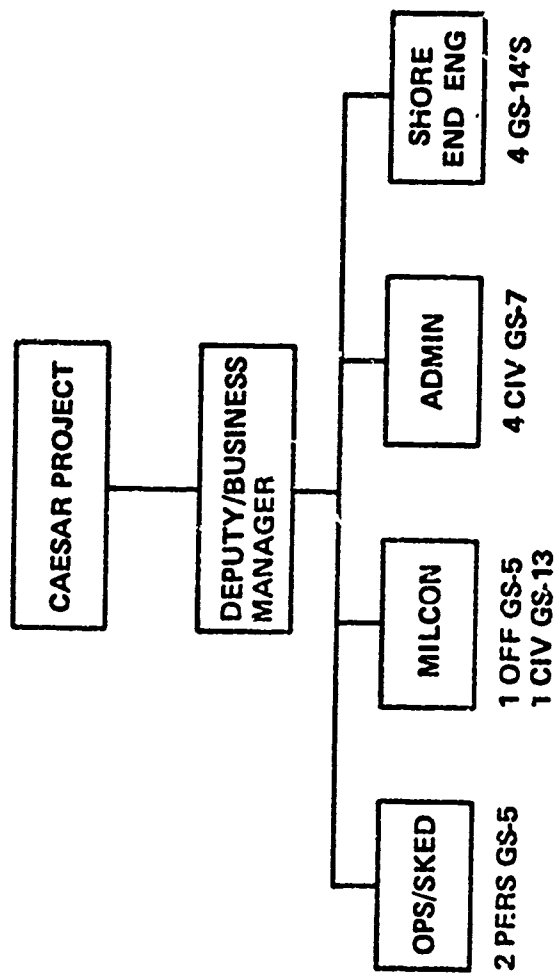 CAESAR PROJECT
DEPUTY/BUSINESS
MANAGER
OPS/SKED
2 PERS GS-5
MILCON
1 OFF GS-5
1 CIV GS-13
ADMIN
4 CIV GS-7
SHORE
END ENG
4 GS-14'S